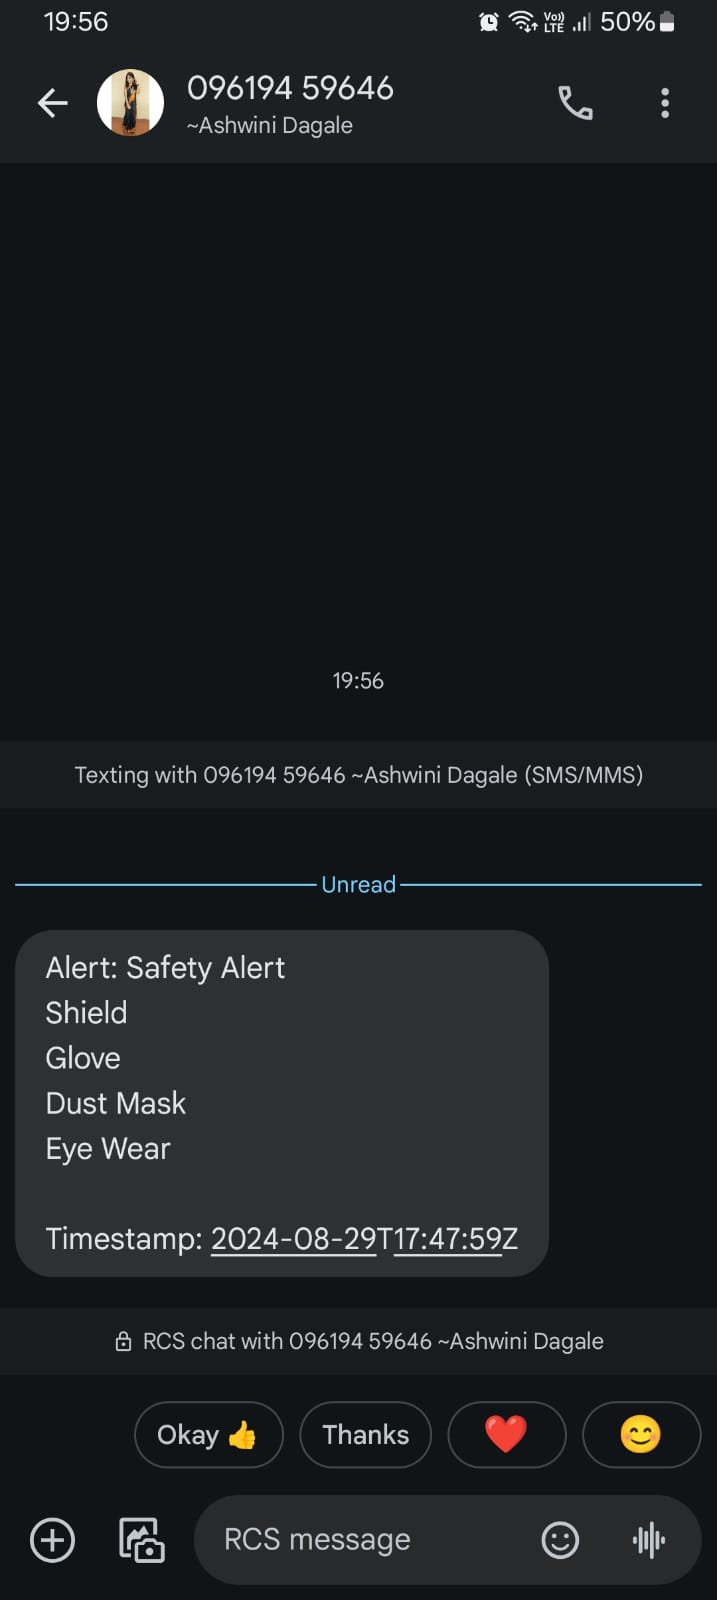 19:56
Vo)) LTE 50%
096194 59646
~Ashwini Dagale
19:56
Texting with 096194 59646 ~Ashwini Dagale (SMS/MMS)
Unread
Alert: Safety Alert
Shield
Glove
Dust Mask
Eye Wear
Timestamp: 2024-08-29T17:47:59Z
RCS chat with 096194 59646 ~Ashwini Dagale
Okay 👍 Thanks ❤️ 😊
RCS message